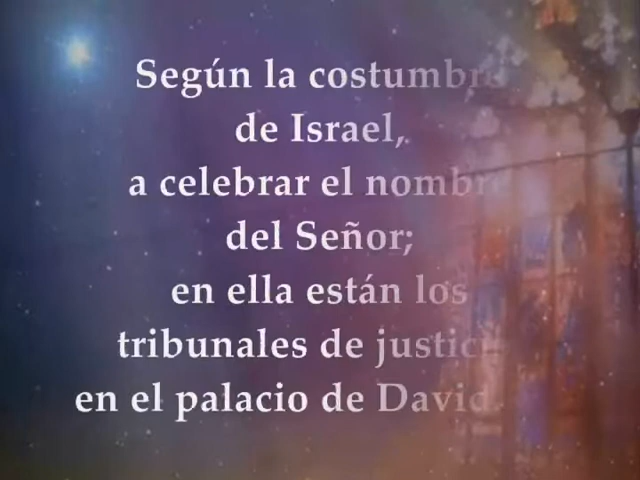 Según la costumbre
de Israel,
a celebrar el nombre
del Señor;
en ella están los
tribunales de justicia
en el palacio de David.